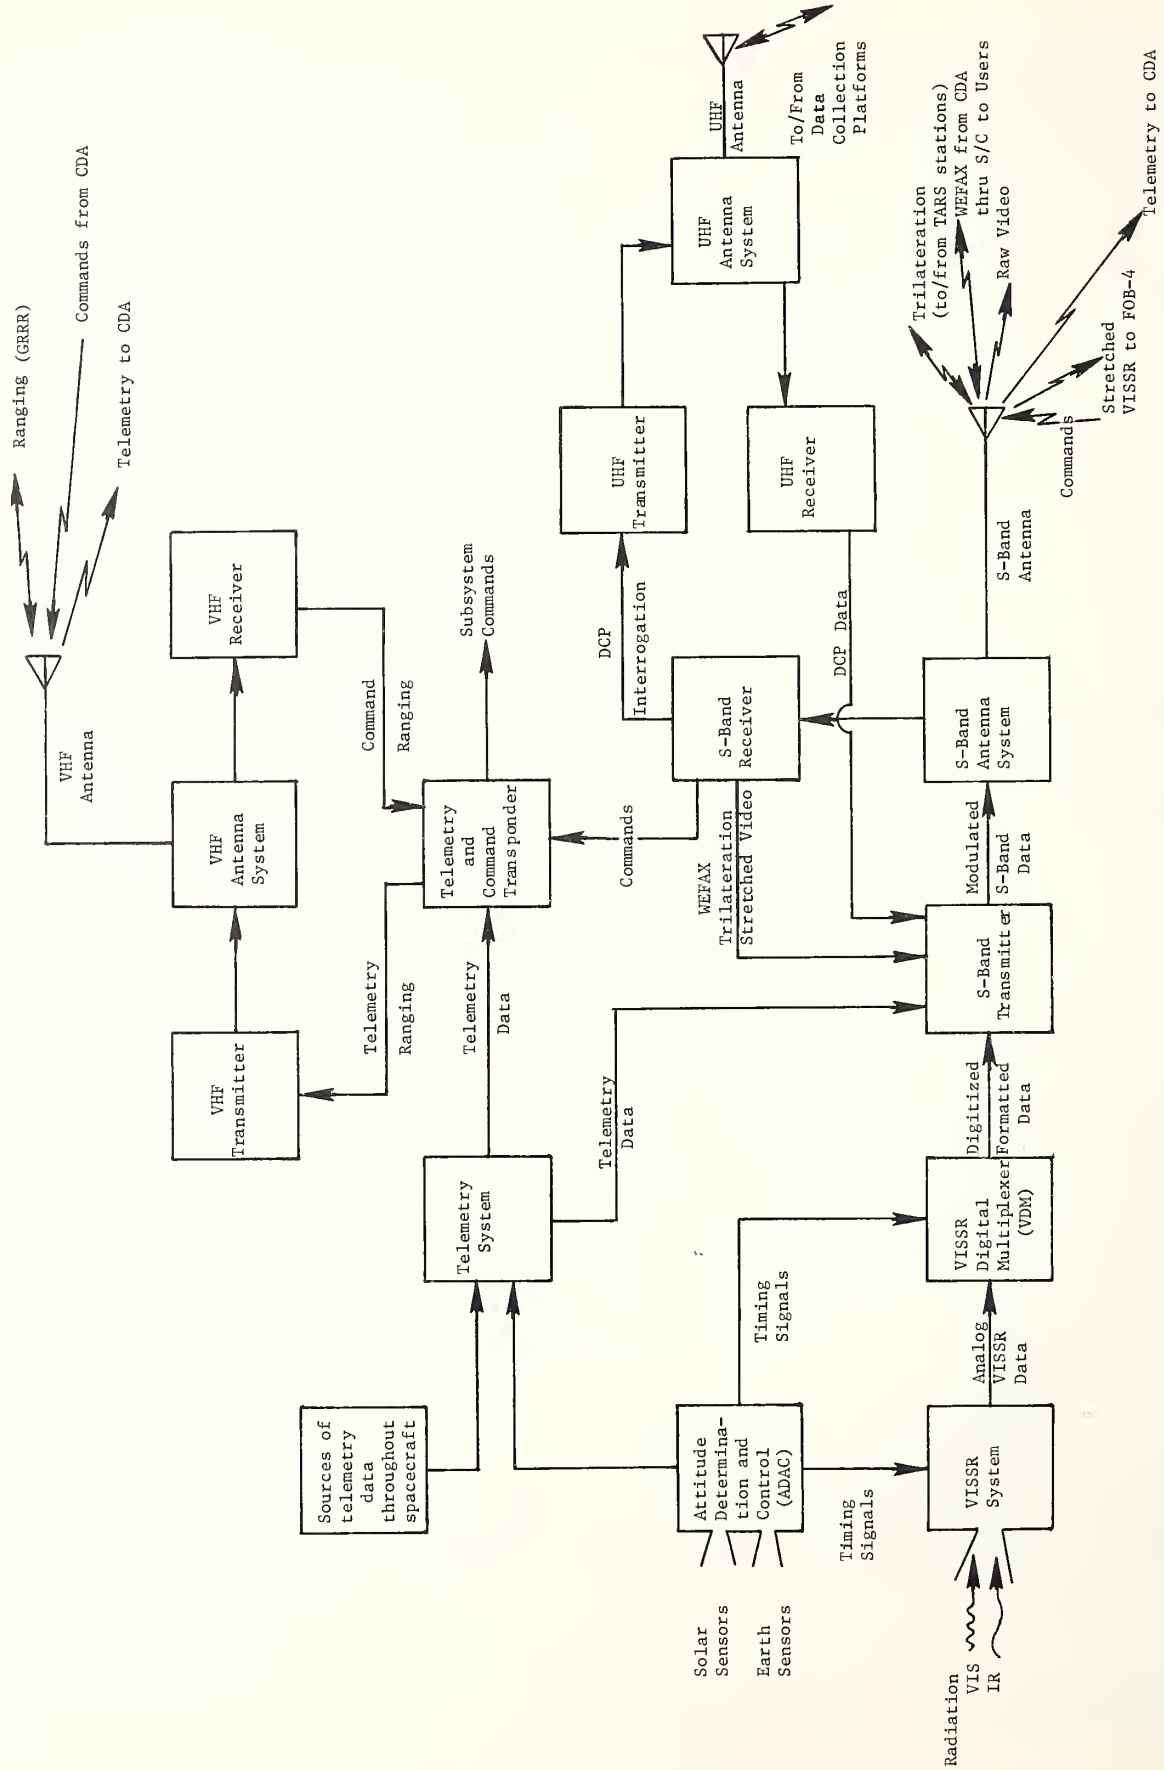 Ranging (GRRR)
Commands from CDA
Telemetry to CDA
VHF
Antenna
VHF
Transmitter
VHF
Antenna
System
VHF
Receiver
Telemetry
Ranging
Command
Ranging
Sources of
telemetry
data
throughout
spacecraft
Telemetry
System
Telemetry
Data
Telemetry
and
Command
Transponder
Subsystem
Commands
Telemetry
Data
Commands
DCP
Interrogation
UHF
Transmitter
UHF
Antenna
System
UHF
Antenna
To/From
Data
Collection
Platforms
Solar
Sensors
Earth
Sensors
Attitude
Determina-
tion and
Control
(ADAC)
Timing
Signals
Timing
Signals
WEFAX
Trilateration
Stretched Video
S-Band
Receiver
UHF
Receiver
DCP Data
Radiation
VIS
IR
VISSR
System
Analog
VISSR
Data
VISSR
Digital
Multiplexer
(VDM)
Digitized
Formatted
Data
S-Band
Transmitter
Modulated
S-Band
Data
S-Band
Antenna
System
S-Band
Antenna
Trilateration
(to/from TARS stations)
WEFAX from CDA
thru S/C to Users
Raw Video
Telemetry to CDA
Stretched
VISSR to FOB-4
Commands